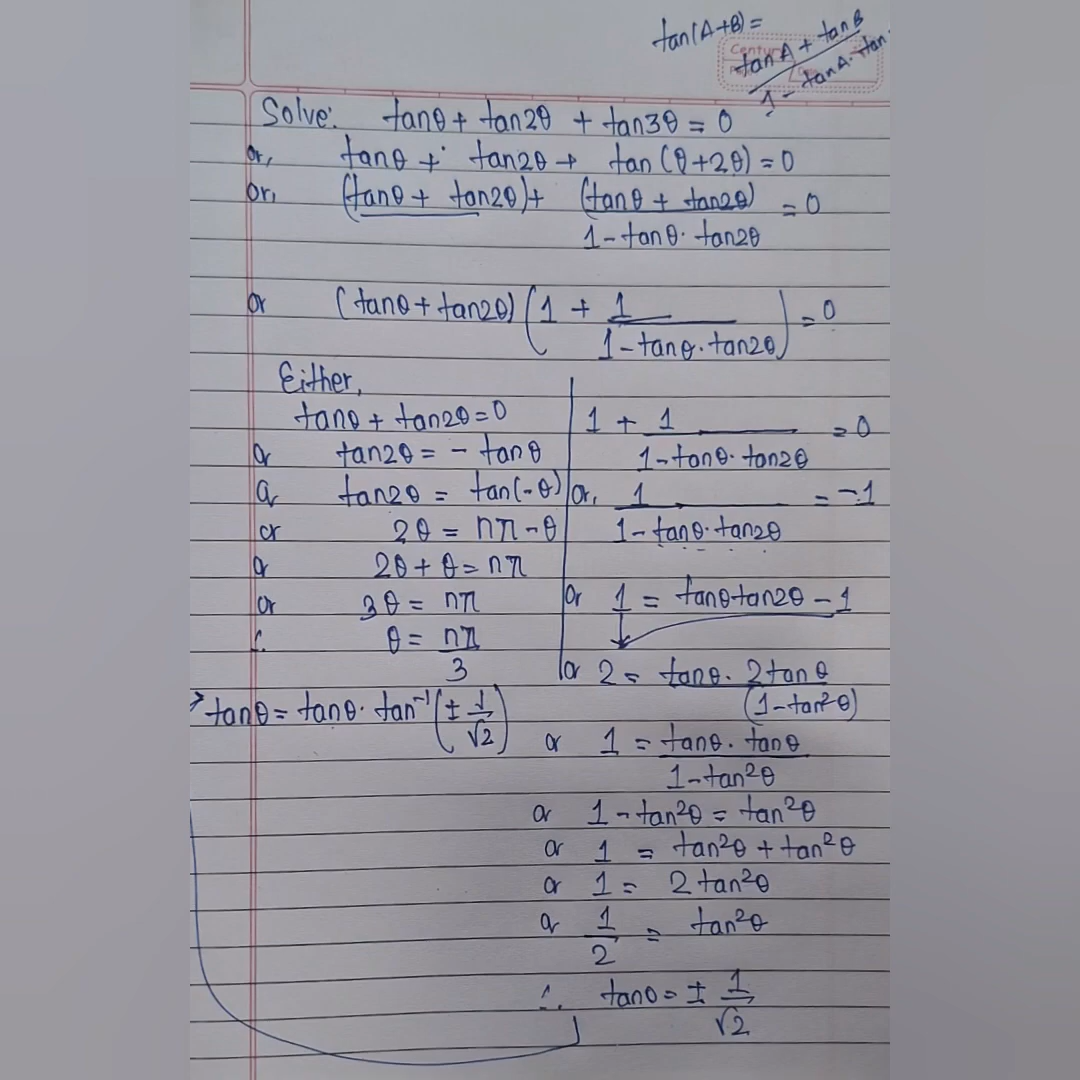 tan(A+B) =
tanA + tanB
1 - tanA. tan
Century
Solve: tanθ + tan2θ + tan3θ = 0
or, tanθ + tan2θ + tan(θ+2θ) = 0
or, (tanθ + tan2θ) + (tanθ + tan2θ) = 0
1 - tanθ. tan2θ
or (tanθ + tan2θ) (1 + 1 ) = 0
1 - tanθ. tan2θ
Either,
tanθ + tan2θ = 0
or tan2θ = - tanθ
or tan2θ = tan(-θ)
or 2θ = nπ - θ
or 2θ + θ = nπ
or 3θ = nπ
∴ θ = nπ
3
1 + 1 = 0
1 - tanθ. tan2θ
or, 1 = -1
1 - tanθ. tan2θ
or 1 = tanθtan2θ - 1
or 2 = tanθ. 2tanθ
(1 - tan²θ)
or 1 = tanθ. tanθ
1 - tan²θ
or 1 - tan²θ = tan²θ
or 1 = tan²θ + tan²θ
or 1 = 2tan²θ
or 1 = tan²θ
2
∴ tanθ = ± 1
√2
tanθ = tanθ. tan⁻¹(± 1 )
√2